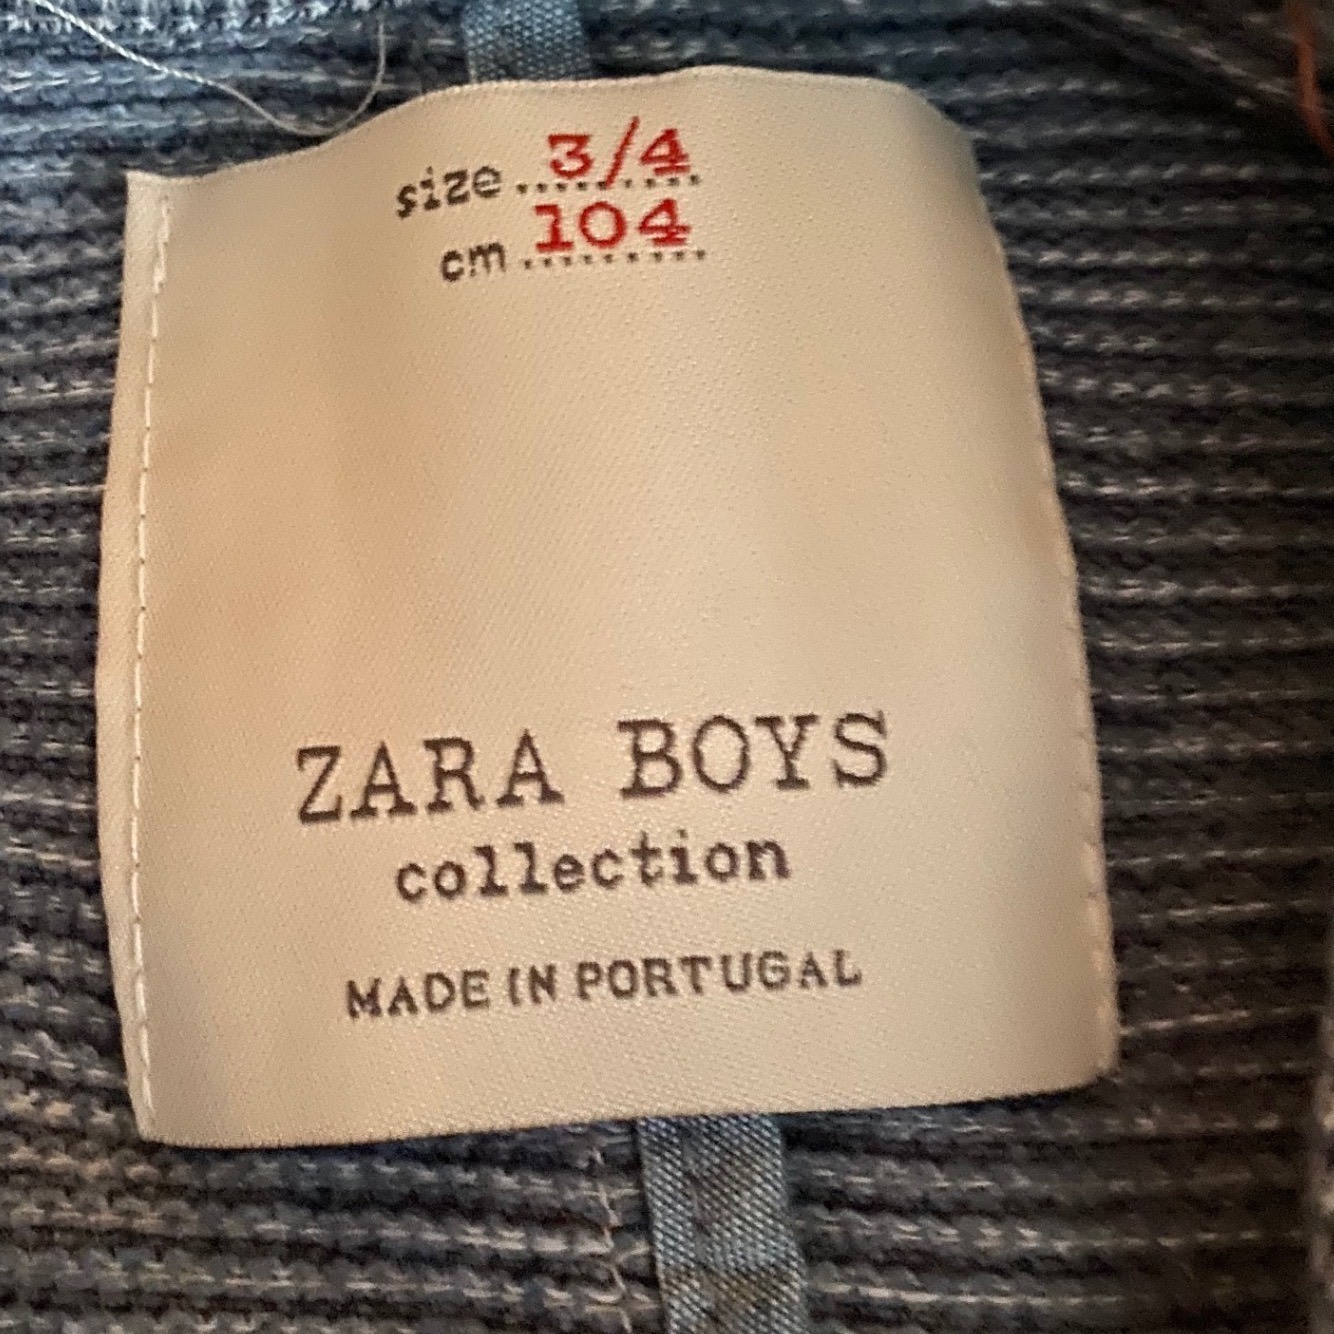 size 3/4
cm 104
ZARA BOYS
collection
MADE IN PORTUGAL